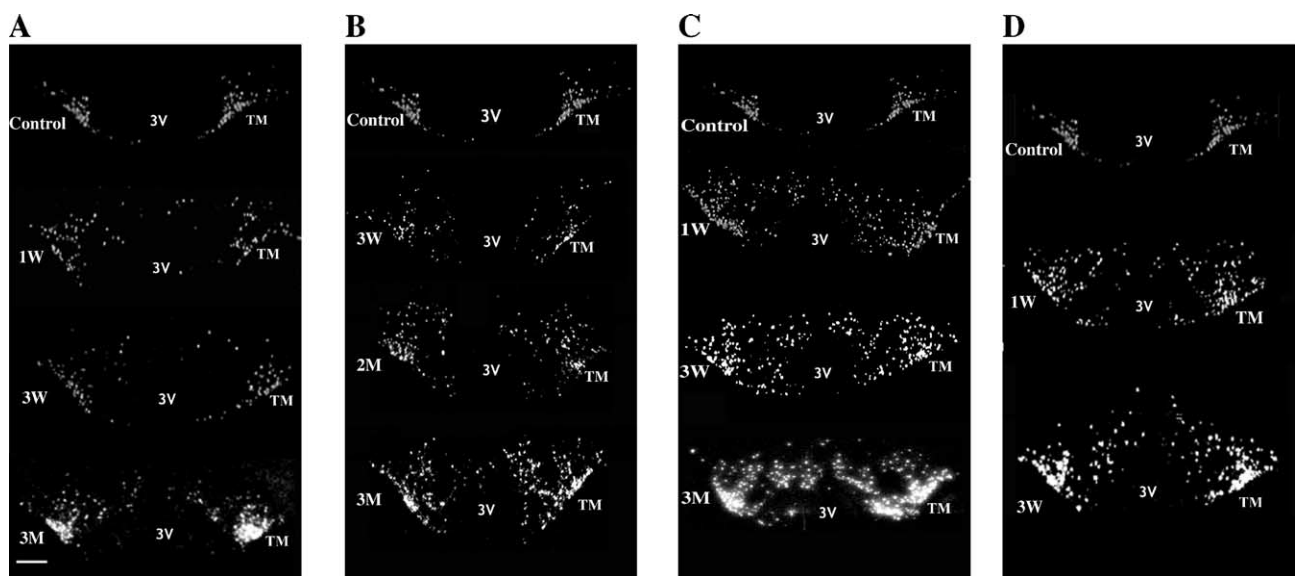 A
Control 3V TM
1W 3V TM
3W 3V TM
3M 3V TM
B
Control 3V TM
3W 3V TM
2M 3V TM
3M 3V TM
C
Control 3V TM
1W 3V TM
3W 3V TM
3M 3V TM
D
Control 3V TM
1W 3V TM
3W 3V TM